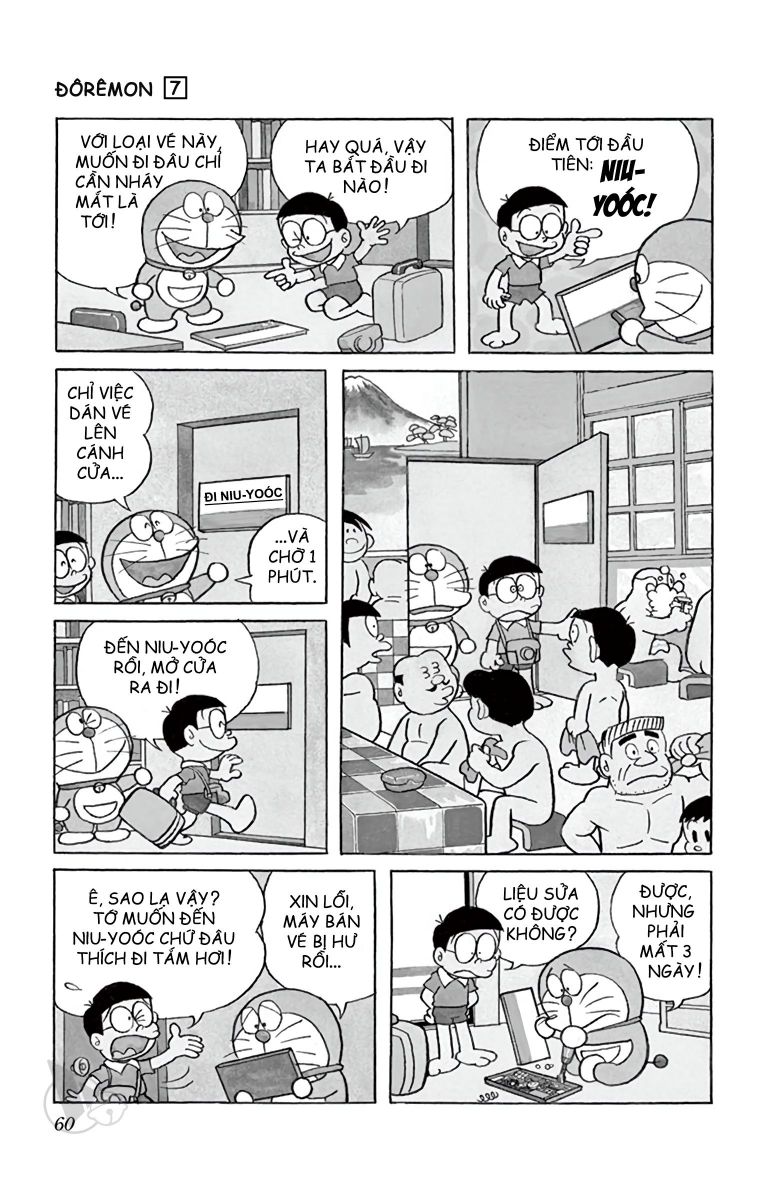 ĐÔRÊMON 7
VỚI LOẠI VÉ NÀY,
MUỐN ĐI ĐÂU CHỈ
CẦN NHÁY
MẮT LÀ
TỚI!
HAY QUÁ, VẬY
TA BẮT ĐẦU ĐI
NÀO!
ĐIỂM TỚI ĐẦU
TIÊN: NIU-
YOÓC!
CHỈ VIỆC
DÁN VÉ
LÊN
CÁNH
CỬA...
ĐI NIU-YOÓC
...VÀ
CHỜ 1
PHÚT.
ĐẾN NIU-YOÓC
RỒI, MỞ CỬA
RA ĐI!
Ê, SAO LẠ VẬY?
TỚ MUỐN ĐẾN
NIU-YOÓC CHỨ ĐÂU
THÍCH ĐI TẮM HƠI!
XIN LỖI,
MÁY BÁN
VÉ BỊ HƯ
RỒI...
LIỆU SỬA
CÓ ĐƯỢC
KHÔNG?
ĐƯỢC,
NHƯNG
PHẢI
MẤT 3
NGÀY!
60